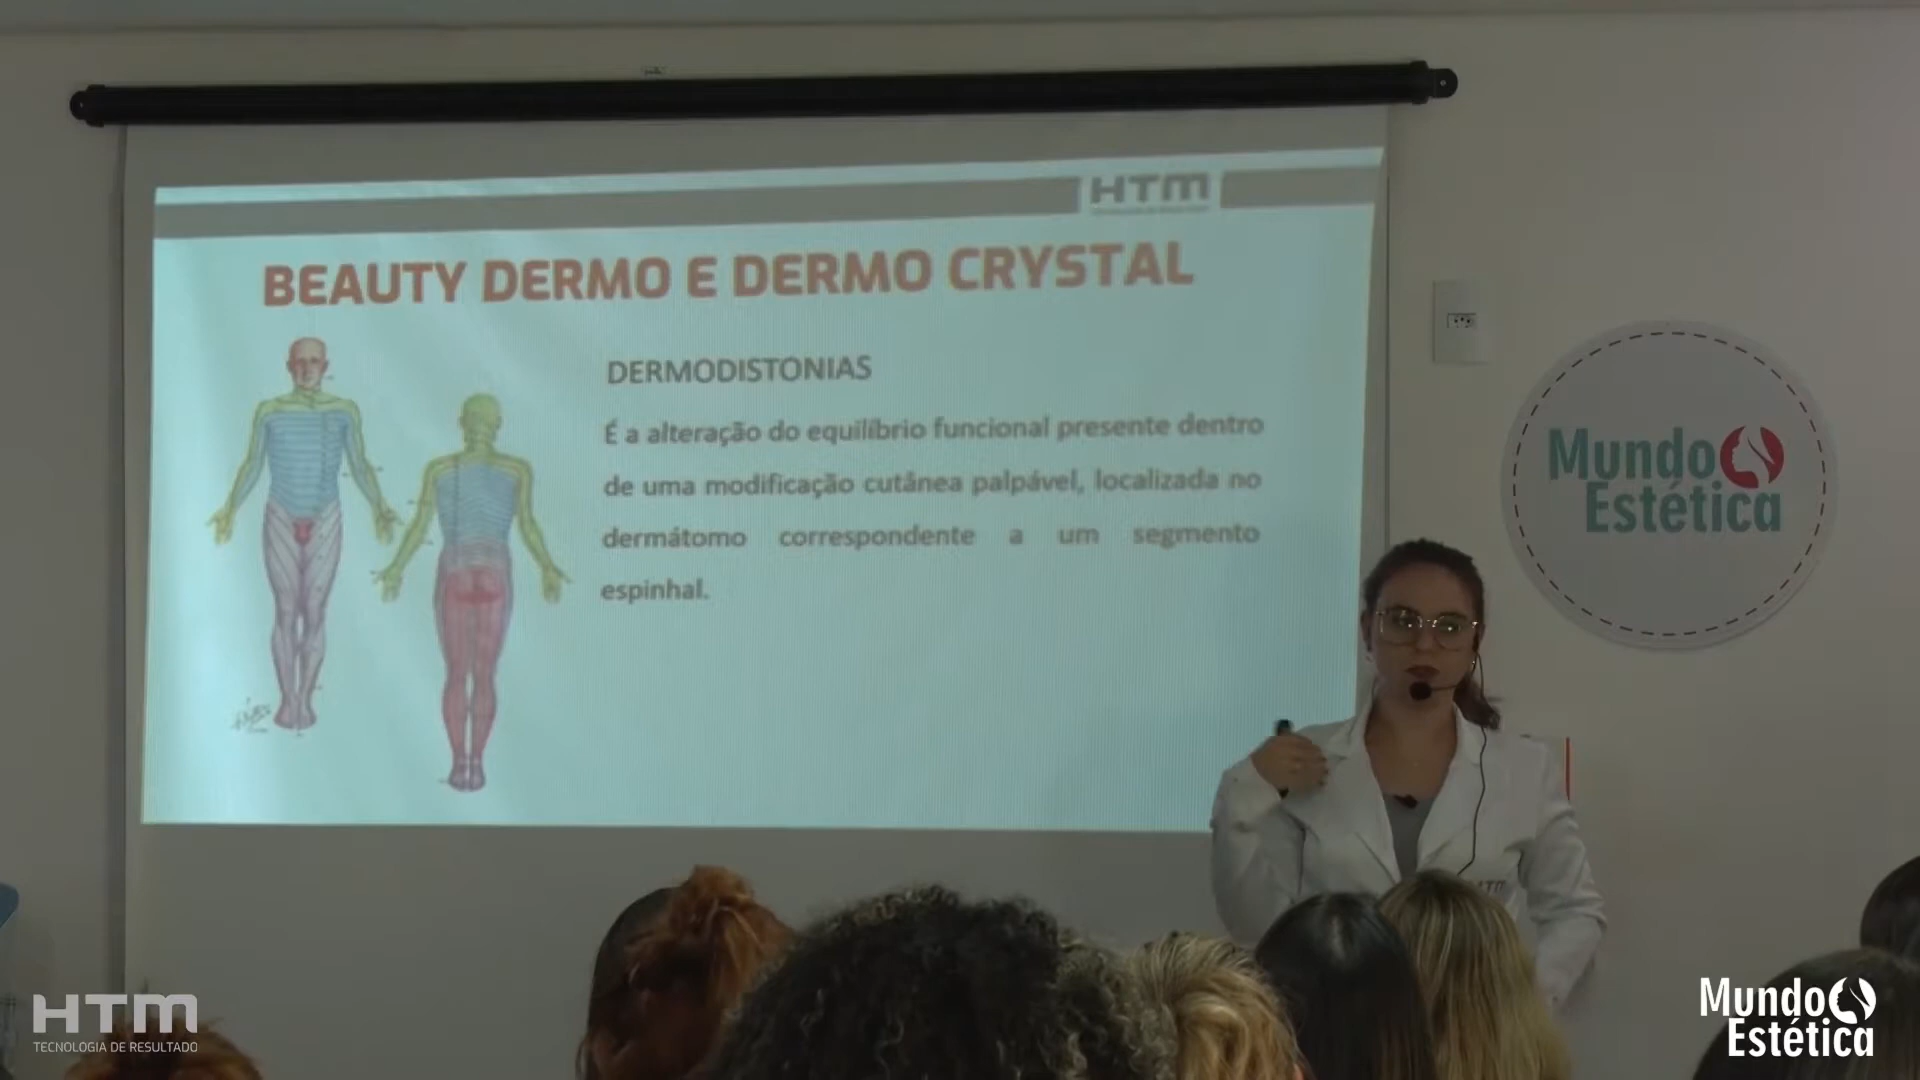 HTM
BEAUTY DERMO E DERMO CRYSTAL
DERMODISTONIAS
É a alteração do equilíbrio funcional presente dentro
de uma modificação cutânea palpável, localizada no
dermátomo correspondente a um segmento
espinhal.
Mundo
Estética
HTM
TECNOLOGIA DE RESULTADO
Mundo
Estética